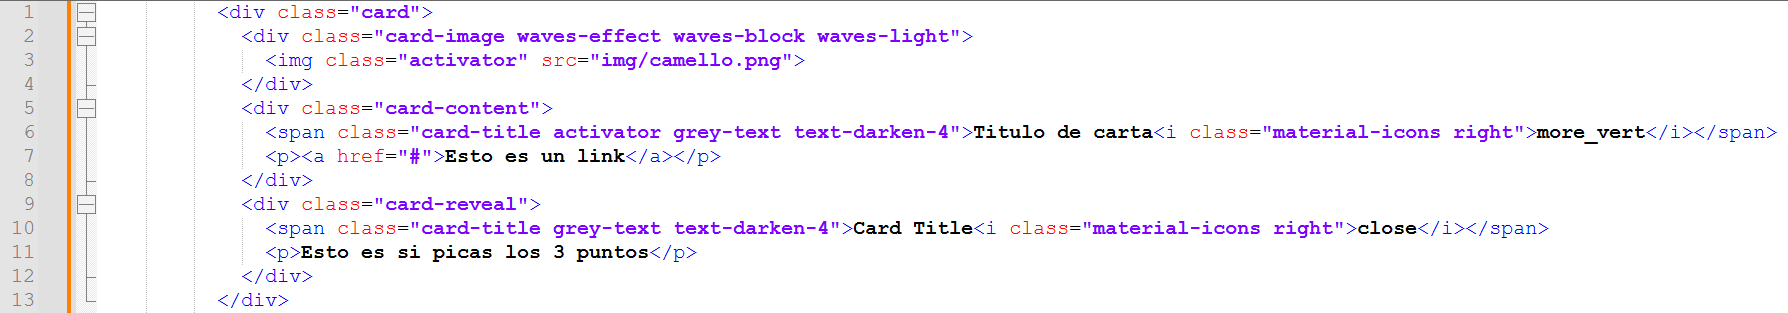 1 <div class="card">
2 <div class="card-image waves-effect waves-block waves-light">
3 <img class="activator" src="img/camello.png">
4 </div>
5 <div class="card-content">
6 <span class="card-title activator grey-text text-darken-4">Titulo de carta<i class="material-icons right">more_vert</i></span>
7 <p><a href="#">Esto es un link</a></p>
8 </div>
9 <div class="card-reveal">
10 <span class="card-title grey-text text-darken-4">Card Title<i class="material-icons right">close</i></span>
11 <p>Esto es si picas los 3 puntos</p>
12 </div>
13 </div>